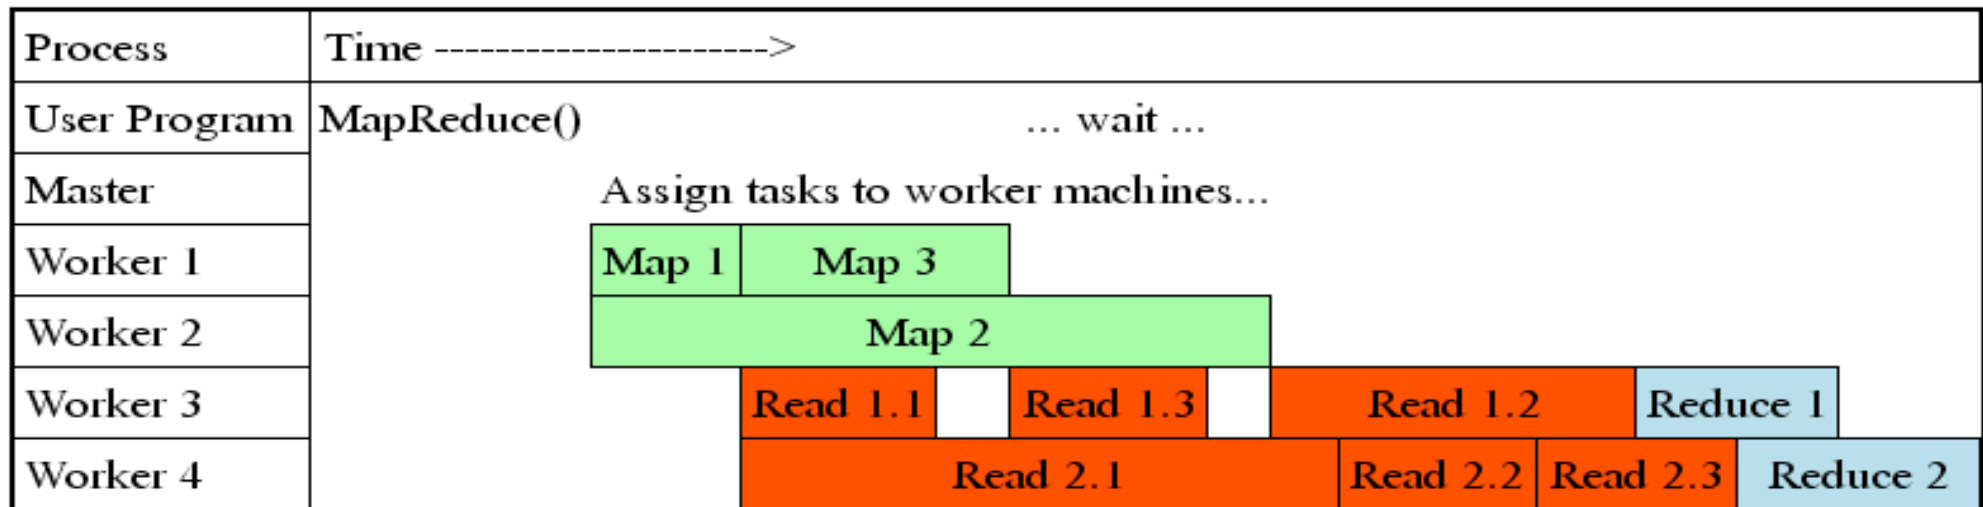 Process Time ---------------------->
User Program MapReduce() ... wait ...
Master Assign tasks to worker machines...
Worker 1 Map 1 Map 3
Worker 2 Map 2
Worker 3 Read 1.1 Read 1.3 Read 1.2 Reduce 1
Worker 4 Read 2.1 Read 2.2 Read 2.3 Reduce 2